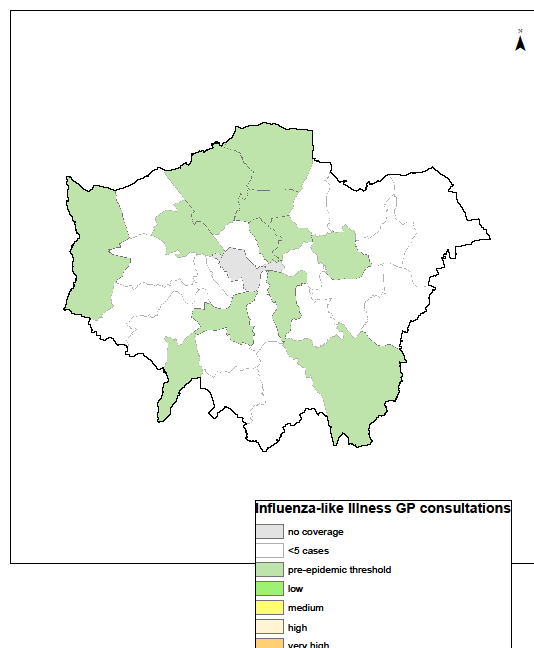 N
Influenza-like Illness GP consultations
no coverage
<5 cases
pre-epidemic threshold
low
medium
high
very high